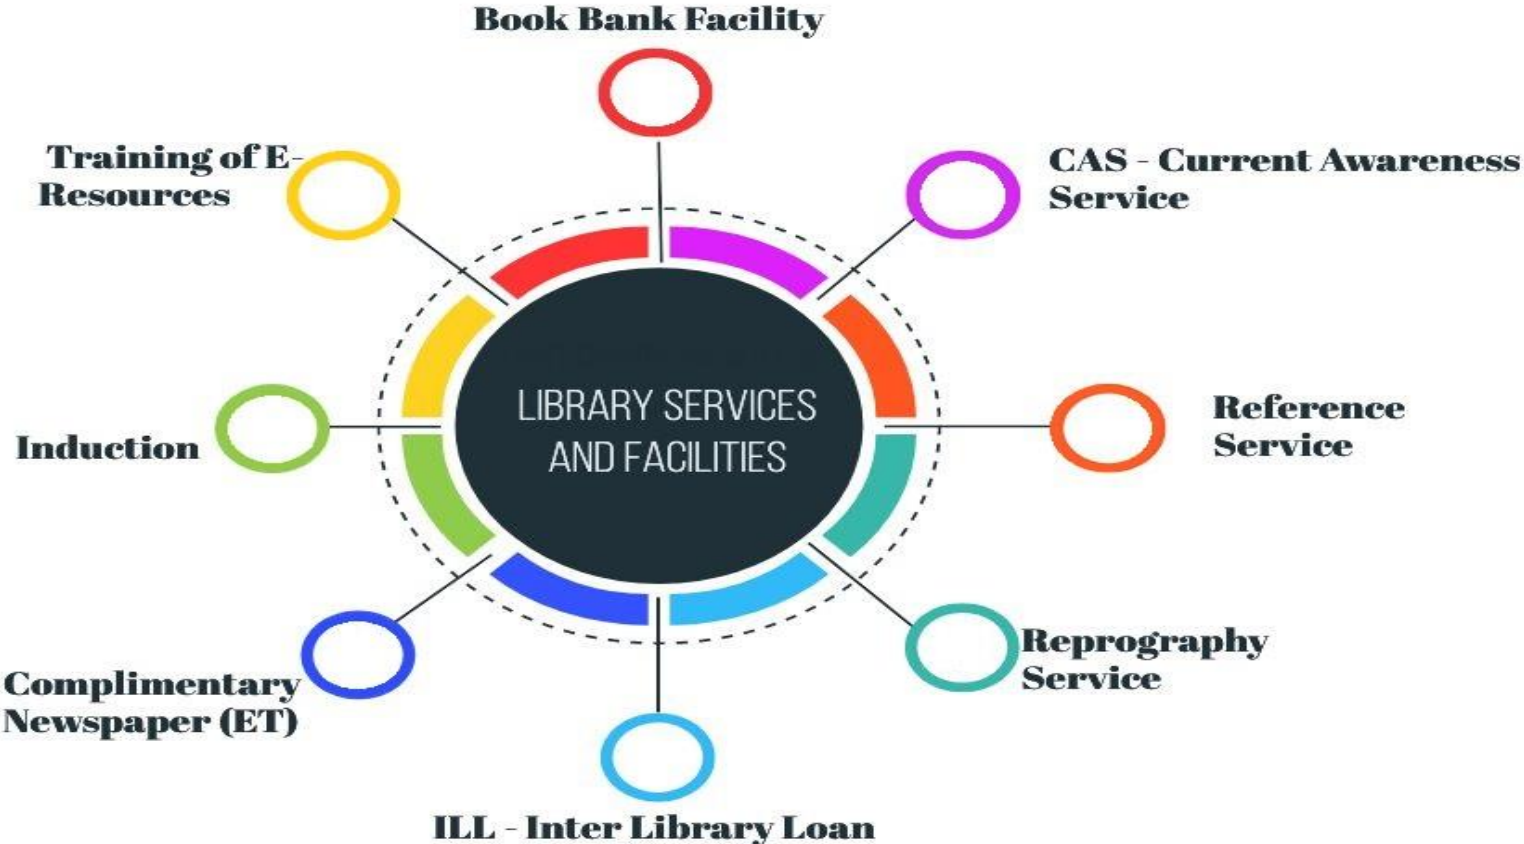 Book Bank Facility
Training of E-
Resources
CAS - Current Awareness
Service
LIBRARY SERVICES
AND FACILITIES
Induction
Reference
Service
Complimentary
Newspaper (ET)
Reprography
Service
ILL - Inter Library Loan